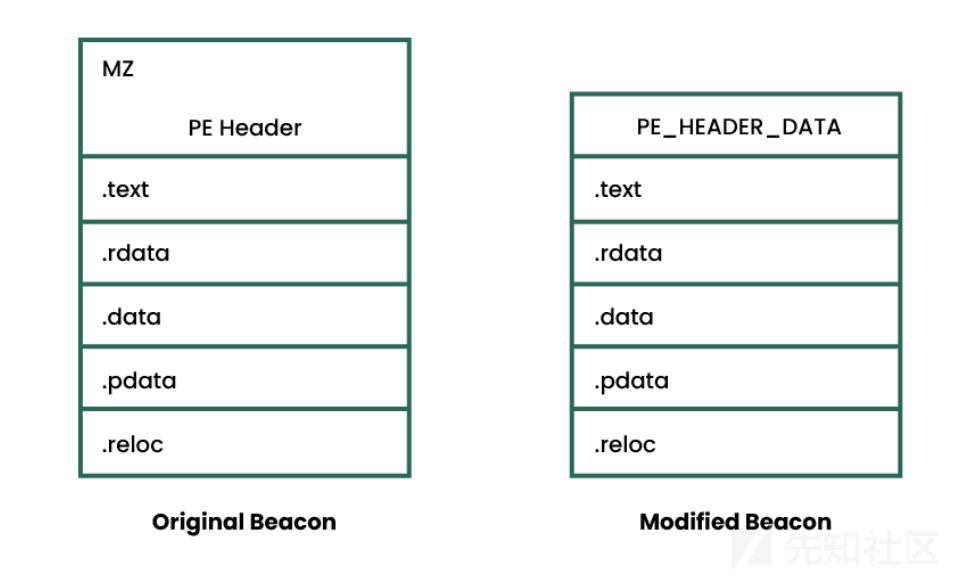 MZ
PE Header
.text
.rdata
.data
.pdata
.reloc
Original Beacon
PE_HEADER_DATA
.text
.rdata
.data
.pdata
.reloc
Modified Beacon
先知社区